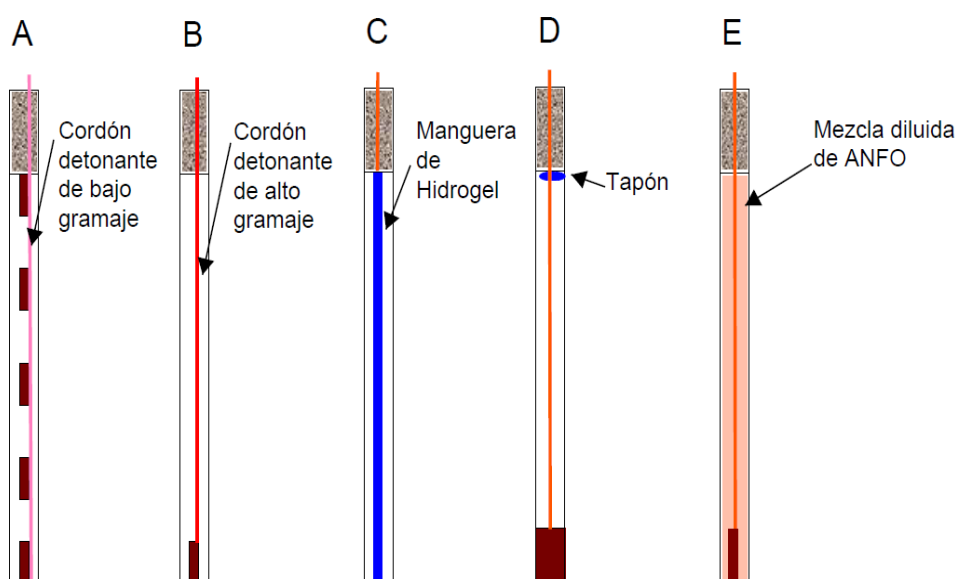 A
B
C
D
E
Cordón
detonante
de bajo
gramaje
Cordón
detonante
de alto
gramaje
Manguera
de
Hidrogel
Tapón
Mezcla diluida
de ANFO